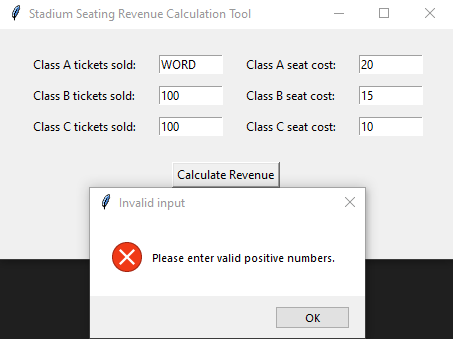 Stadium Seating Revenue Calculation Tool
Class A tickets sold: WORD Class A seat cost: 20
Class B tickets sold: 100 Class B seat cost: 15
Class C tickets sold: 100 Class C seat cost: 10
Calculate Revenue
Invalid input
Please enter valid positive numbers.
OK